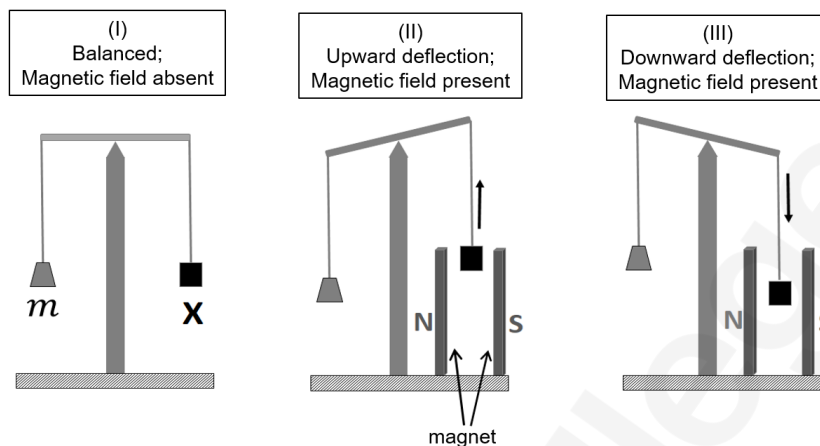 (I)
Balanced;
Magnetic field absent
(II)
Upward deflection;
Magnetic field present
(III)
Downward deflection;
Magnetic field present
m
X
N
S
magnet
N